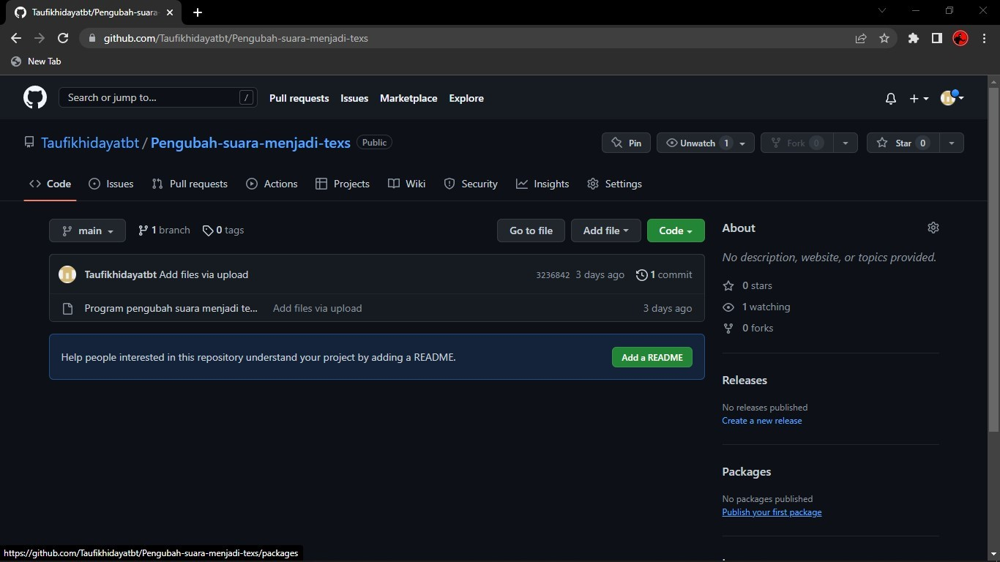 Taufikhidayatbt/Pengubah-suara-
github.com/Taufikhidayatbt/Pengubah-suara-menjadi-texs
New Tab
Search or jump to... /
Pull requests Issues Marketplace Explore
Taufikhidayatbt / Pengubah-suara-menjadi-texs Public
Pin Unwatch 1 Fork 0 Star 0
Code Issues Pull requests Actions Projects Wiki Security Insights Settings
main 1 branch 0 tags Go to file Add file Code
Taufikhidayatbt Add files via upload 3236842 3 days ago 1 commit
Program pengubah suara menjadi te... Add files via upload 3 days ago
Help people interested in this repository understand your project by adding a README. Add a README
About
No description, website, or topics provided.
0 stars
1 watching
0 forks
Releases
No releases published
Create a new release
Packages
No packages published
Publish your first package
https://github.com/Taufikhidayatbt/Pengubah-suara-menjadi-texs/packages